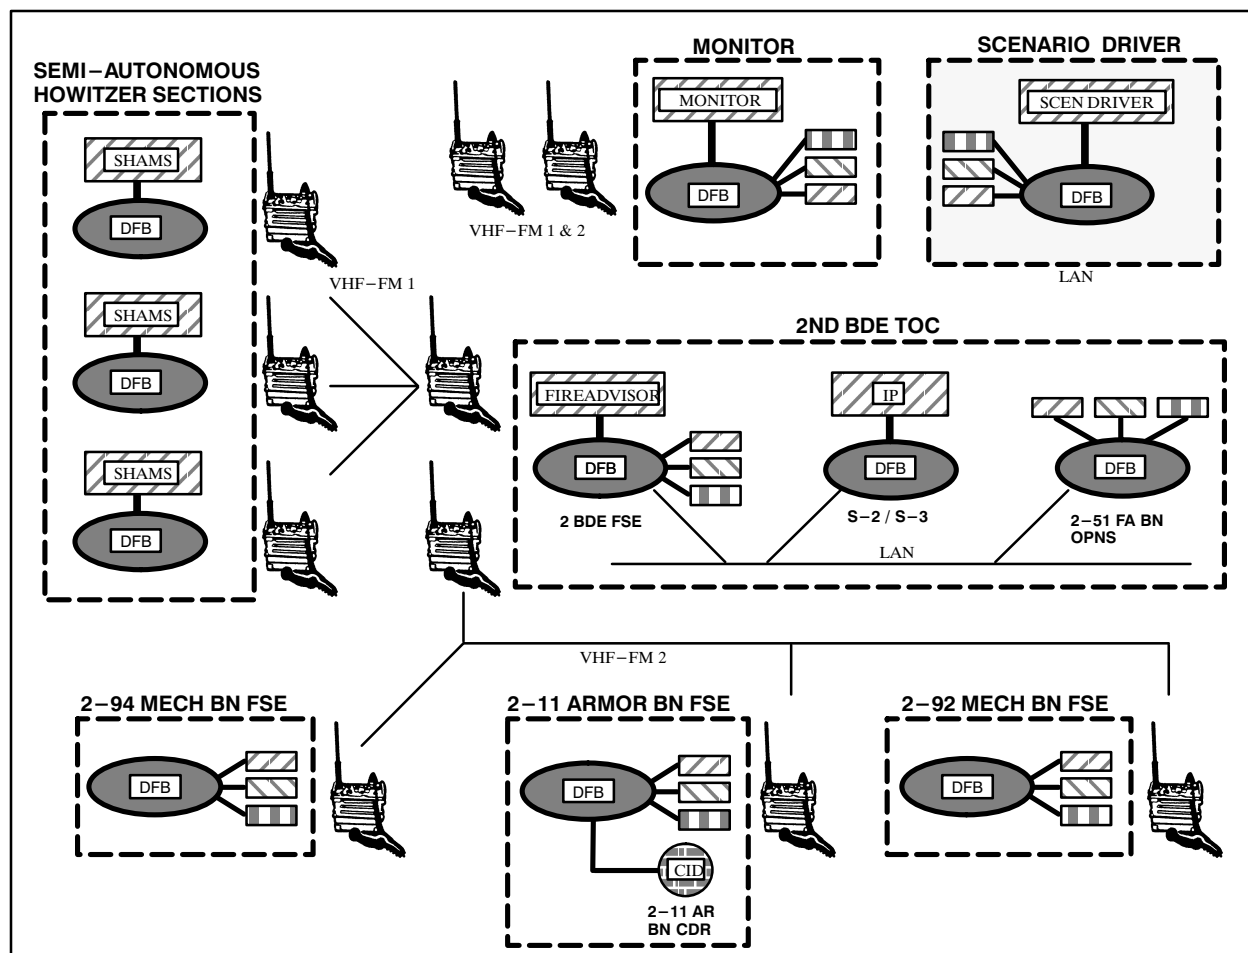 SEMI−AUTONOMOUS
HOWITZER SECTIONS
MONITOR
SCENARIO DRIVER
SHAMS
DFB
MONITOR
DFB
SCEN DRIVER
DFB
VHF−FM 1 & 2
LAN
VHF−FM 1
SHAMS
DFB
2ND BDE TOC
FIREADVISOR
DFB
2 BDE FSE
IP
DFB
S−2 / S−3
DFB
2−51 FA BN
OPNS
LAN
SHAMS
DFB
VHF−FM 2
2−94 MECH BN FSE
DFB
2−11 ARMOR BN FSE
DFB
CID
2−11 AR
BN CDR
2−92 MECH BN FSE
DFB